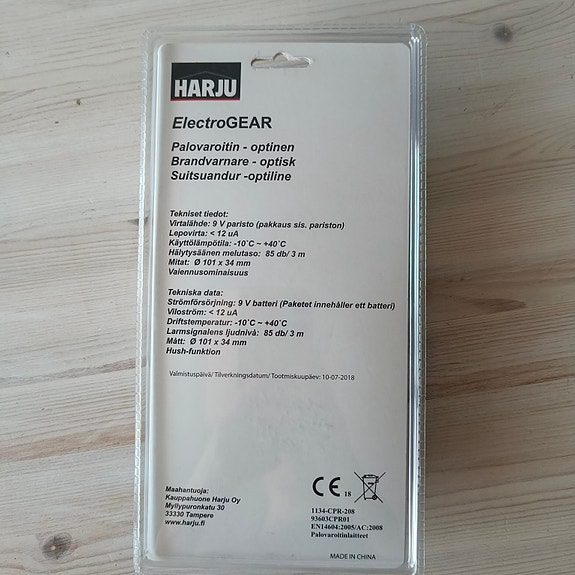 HARJU
ElectroGEAR
Palovaroitin - optinen
Brandvarnare - optisk
Suitsuandur -optiline
Tekniset tiedot:
Virtalähde: 9 V paristo (pakkaus sis. pariston)
Lepovirta: < 12 uA
Käyttölämpötila: -10˚C ~ +40˚C
Hälytysäänen melutaso: 85 db/ 3 m
Mitat: Ø 101 x 34 mm
Vaiennusominaisuus
Tekniska data:
Strömförsörjning: 9 V batteri (Paketet innehåller ett batteri)
Viloström: < 12 uA
Driftstemperatur: -10˚C ~ +40˚C
Larmsignalens ljudnivå: 85 db/ 3 m
Mått: Ø 101 x 34 mm
Hush-funktion
Valmistuspäivä/ Tilverkningsdatum/ Tootmiskuupäev: 10-07-2018
Maahantuoja:
Kauppahuone Harju Oy
Myllypuronkatu 30
33330 Tampere
www.harju.fi
CE 18
1134-CPR-208
93603CPR01
EN14604:2005/AC:2008
Palovaroitinlaitteet
MADE IN CHINA